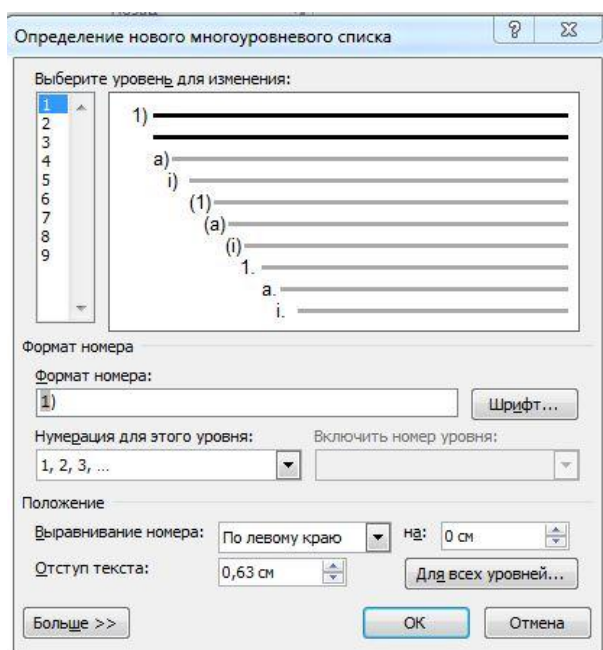 Определение нового многоуровневого списка
Выберите уровень для изменения:
1
2
3
4
5
6
7
8
9
1)
a)
i)
(1)
(a)
(i)
1.
a.
i.
Формат номера
Формат номера:
1)
Шрифт...
Нумерация для этого уровня: Включить номер уровня:
1, 2, 3, ...
Положение
Выравнивание номера: По левому краю на: 0 см
Отступ текста: 0,63 см Для всех уровней...
Больше >> ОК Отмена